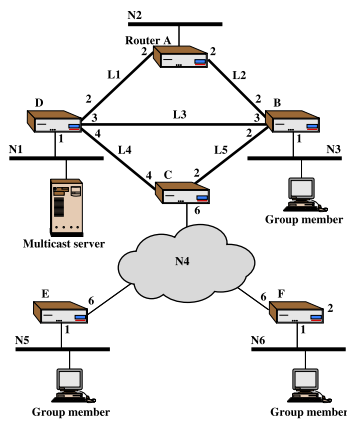 N2
Router A
2 2
L1 L2
D B
2 2
3 L3 3
1 4 2 1
N1 L4 L5 N3
C
4 2
6
Multicast server
Group member
N4
E F
6 6 2
1 1
N5 N6
Group member Group member